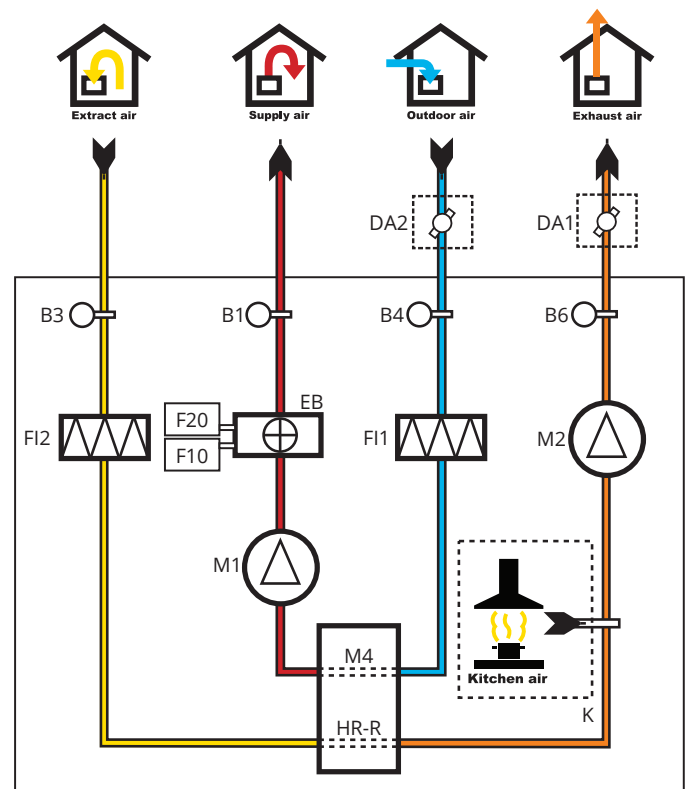 Extract air
Supply air
Outdoor air
Exhaust air
DA2
DA1
B3
B1
B4
B6
EB
F20
FI2
FI1
M2
F10
M1
M4
Kitchen air
HR-R
K